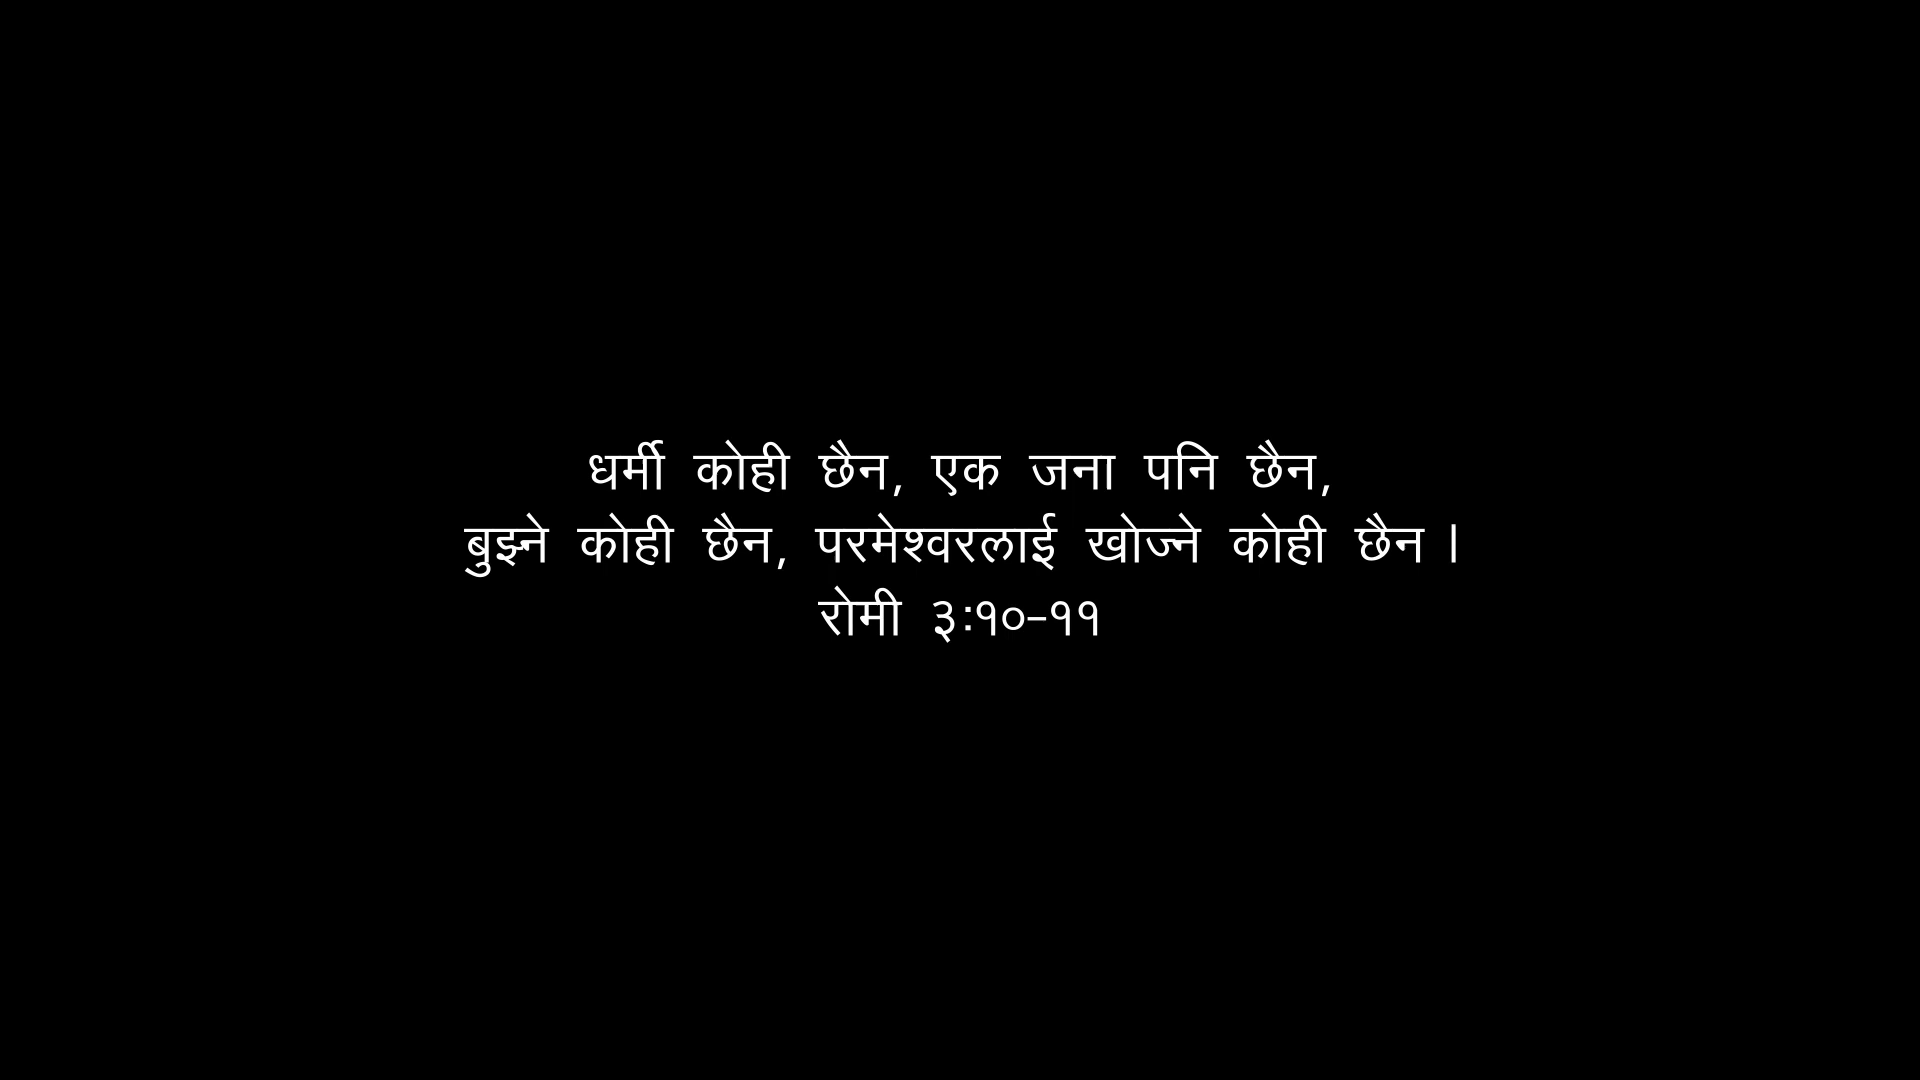 धर्मी कोही छैन, एक जना पनि छैन,
बुझ्ने कोही छैन, परमेश्वरलाई खोज्ने कोही छैन ।
रोमी ३:१०–११